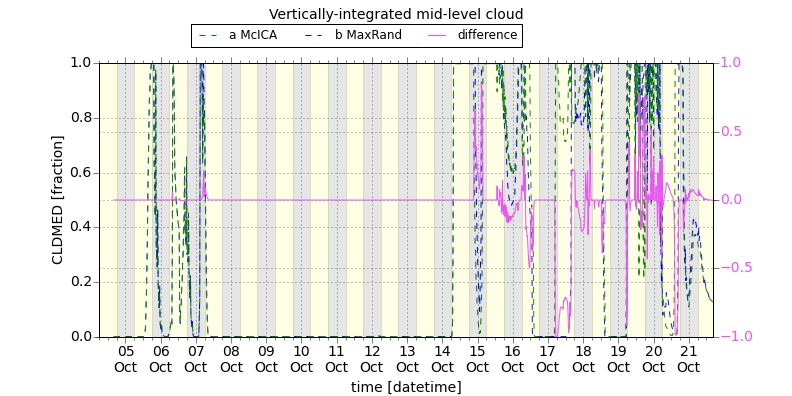 Vertically-integrated mid-level cloud
a McICA b MaxRand difference
1.0 1.0
0.8 0.5
0.6
0.0
0.4
0.2 −0.5
0.0 −1.0
CLDMED [fraction]
05 06 07 08 09 10 11 12 13 14 15 16 17 18 19 20 21
Oct Oct Oct Oct Oct Oct Oct Oct Oct Oct Oct Oct Oct Oct Oct Oct Oct
time [datetime]